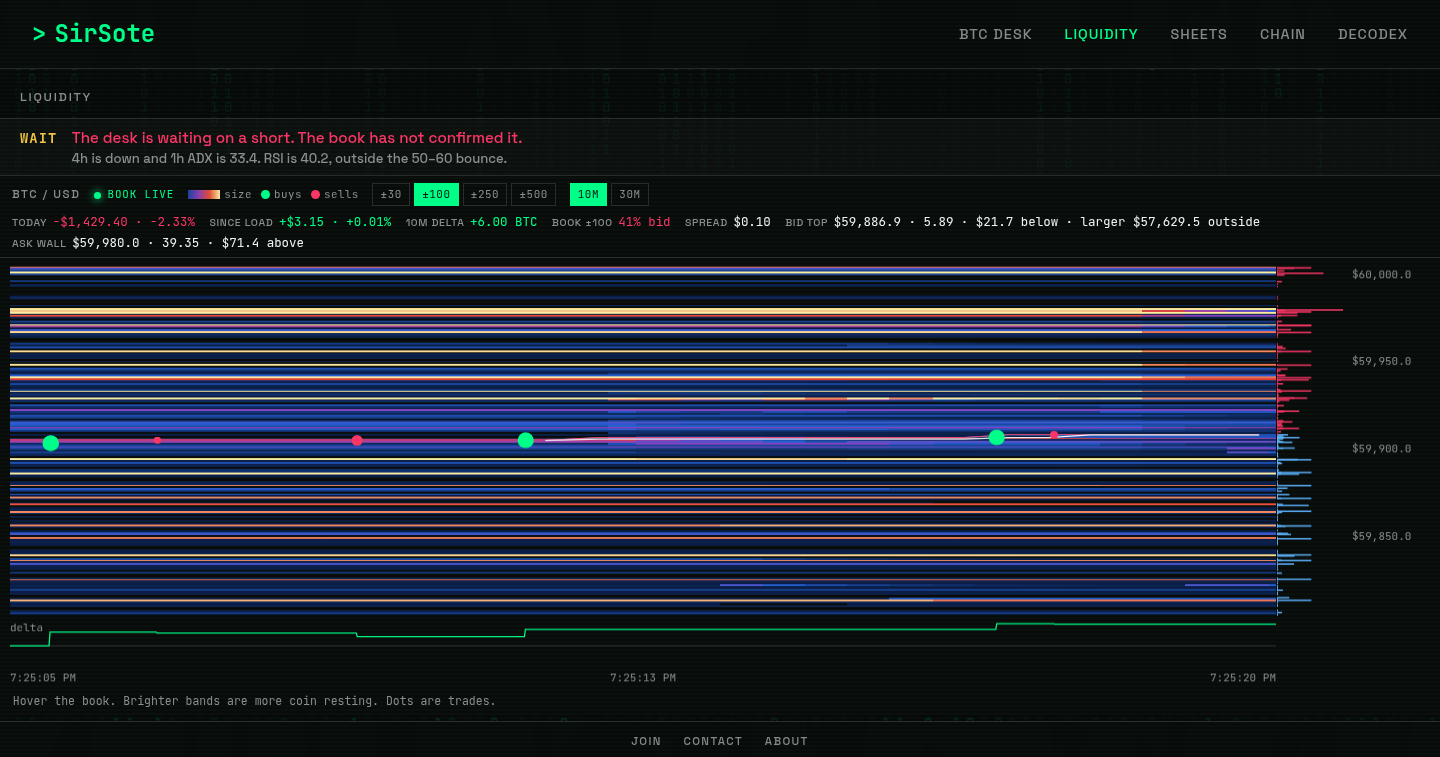 > SirSote
BTC DESK LIQUIDITY SHEETS CHAIN DECODEX
LIQUIDITY
WAIT The desk is waiting on a short. The book has not confirmed it.
4h is down and 1h ADX is 33.4. RSI is 40.2, outside the 50–60 bounce.
BTC / USD BOOK LIVE size buys sells ±30 ±100 ±250 ±500 10M 30M
TODAY -$1,429.40 · -2.33% SINCE LOAD +$3.15 · +0.01% 10M DELTA +6.00 BTC BOOK ±100 41% bid SPREAD $0.10 BID TOP $59,886.9 · 5.89 · $21.7 below · larger $57,629.5 outside
ASK WALL $59,980.0 · 39.35 · $71.4 above
$60,000.0
$59,950.0
$59,900.0
$59,850.0
delta
7:25:05 PM 7:25:13 PM 7:25:20 PM
Hover the book. Brighter bands are more coin resting. Dots are trades.
JOIN CONTACT ABOUT